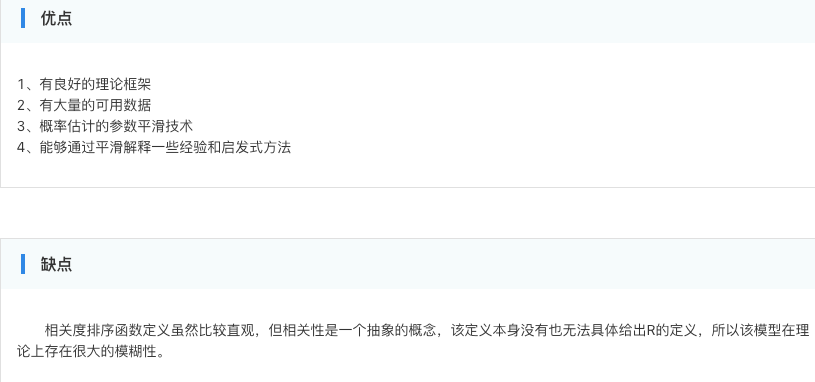 优点
1、有良好的理论框架
2、有大量的可用数据
3、概率估计的参数平滑技术
4、能够通过平滑解释一些经验和启发式方法
缺点
相关度排序函数定义虽然比较直观，但相关性是一个抽象的概念，该定义本身没有也无法具体给出R的定义，所以该模型在理
论上存在很大的模糊性。